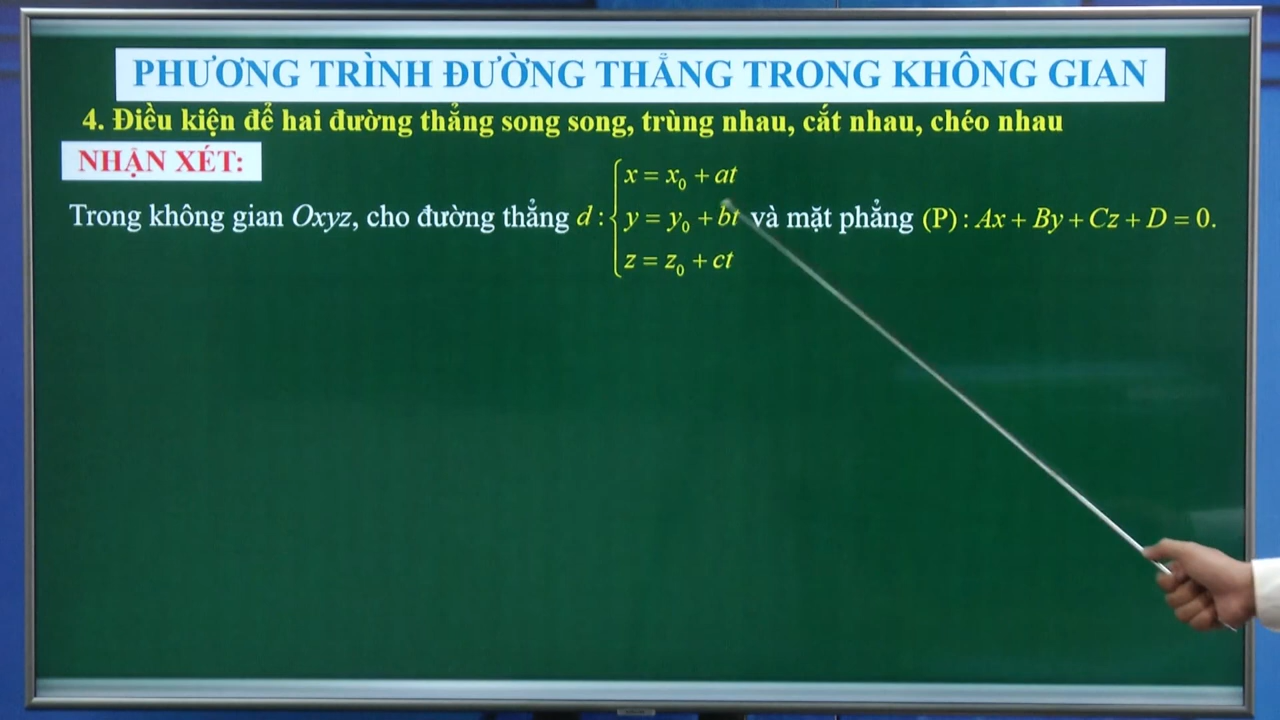 PHƯƠNG TRÌNH ĐƯỜNG THẲNG TRONG KHÔNG GIAN
4. Điều kiện để hai đường thẳng song song, trùng nhau, cắt nhau, chéo nhau
NHẬN XÉT:
x = x₀ + at
Trong không gian Oxyz, cho đường thẳng d : { y = y₀ + bt và mặt phẳng (P) : Ax + By + Cz + D = 0.
z = z₀ + ct